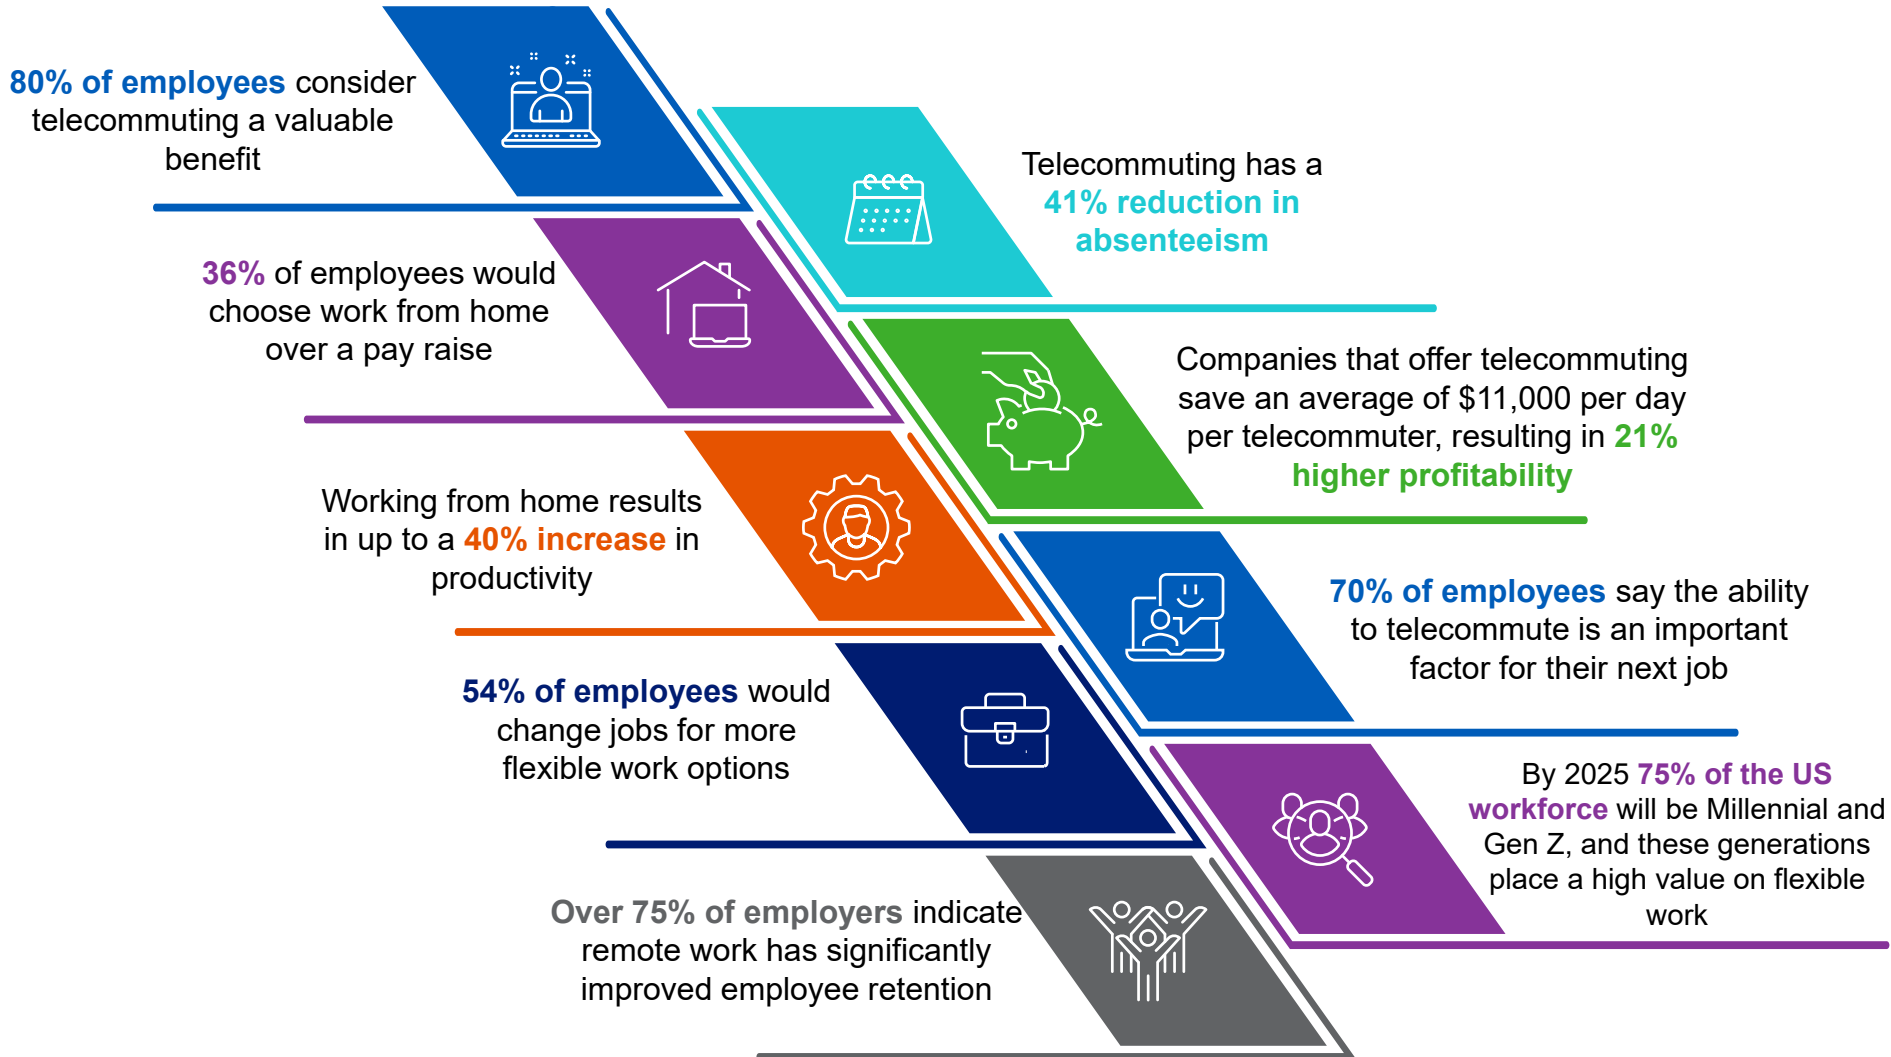 80% of employees consider
telecommuting a valuable
benefit
Telecommuting has a
41% reduction in
absenteeism
36% of employees would
choose work from home
over a pay raise
Companies that offer telecommuting
save an average of $11,000 per day
per telecommuter, resulting in 21%
higher profitability
Working from home results
in up to a 40% increase in
productivity
70% of employees say the ability
to telecommute is an important
factor for their next job
54% of employees would
change jobs for more
flexible work options
By 2025 75% of the US
workforce will be Millennial and
Gen Z, and these generations
place a high value on flexible
work
Over 75% of employers indicate
remote work has significantly
improved employee retention